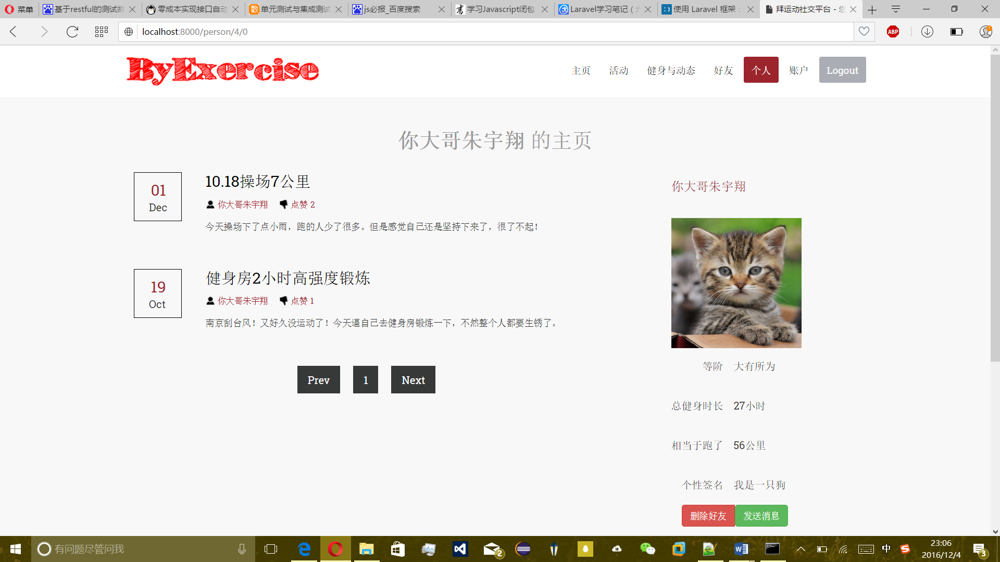 菜单
基于restful的测试数
零成本实现接口自动
单元测试与集成测试
js必报_百度搜索
学习Javascript闭包
Laravel学习笔记（
使用 Laravel 框架
拜运动社交平台 -
localhost:8000/person/4/0
ABP
ByExercise
主页 活动 健身与动态 好友 个人 账户 Logout
你大哥朱宇翔 的主页
01
Dec
10.18操场7公里
你大哥朱宇翔 点赞 2
今天操场下了点小雨，跑的人少了很多。但是感觉自己还是坚持下来了，很了不起！
19
Oct
健身房2小时高强度锻炼
你大哥朱宇翔 点赞 1
南京刮台风！又好久没运动了！今天逼自己去健身房锻炼一下，不然整个人都要生锈了。
Prev 1 Next
你大哥朱宇翔
等阶 大有所为
总健身时长 27小时
相当于跑了 56公里
个性签名 我是一只狗
删除好友 发送消息
有问题尽管问我
2
中
23:06
2016/12/4
3